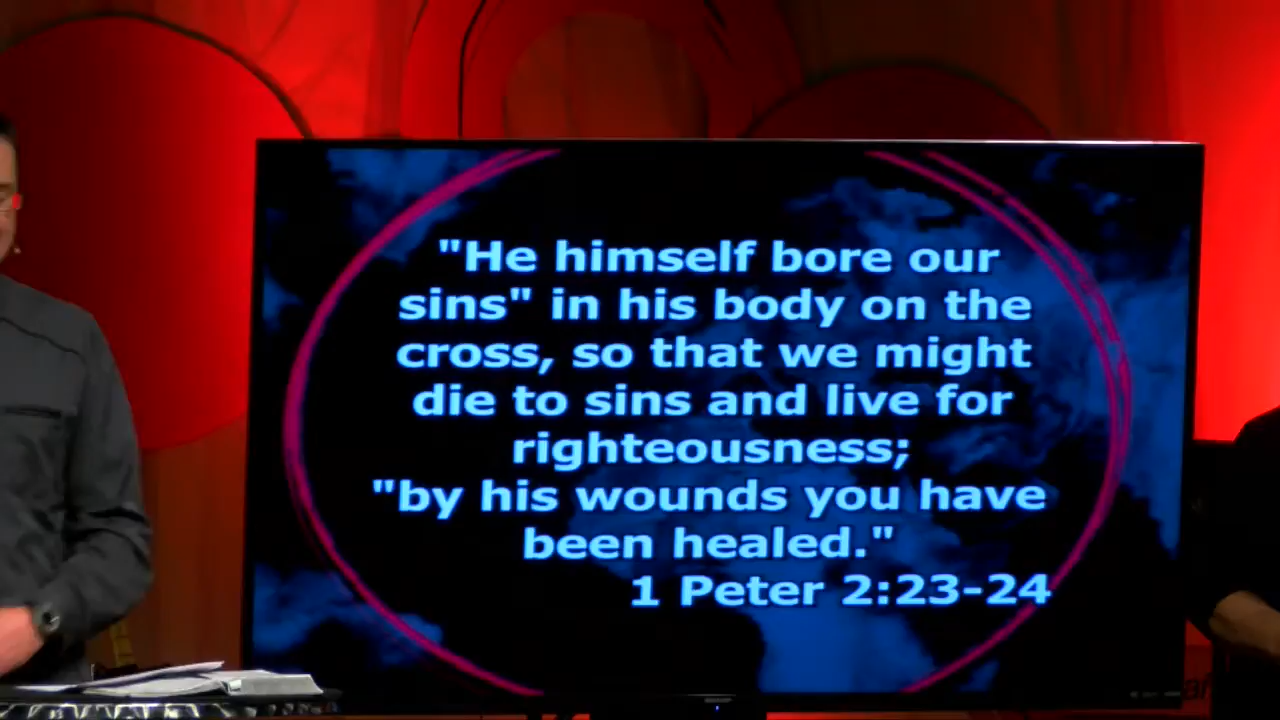 "He himself bore our
sins" in his body on the
cross, so that we might
die to sins and live for
righteousness;
"by his wounds you have
been healed."
1 Peter 2:23-24